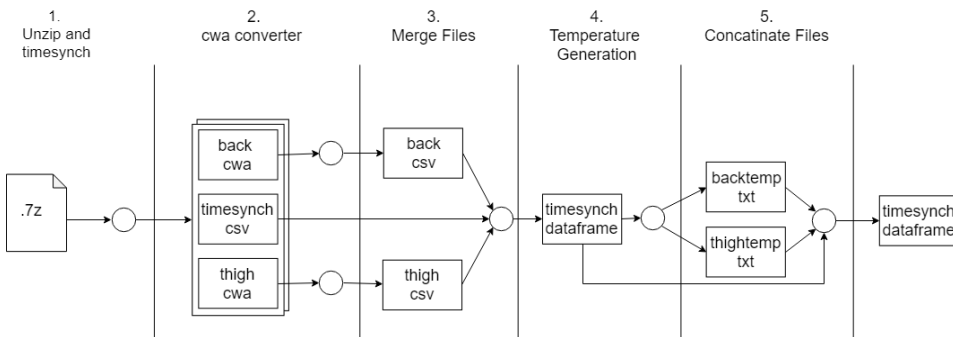 1.
Unzip and
timesynch
2.
cwa converter
3.
Merge Files
4.
Temperature
Generation
5.
Concatinate Files
.7z
back
cwa
timesynch
csv
thigh
cwa
back
csv
thigh
csv
timesynch
dataframe
backtemp
txt
thightemp
txt
timesynch
dataframe